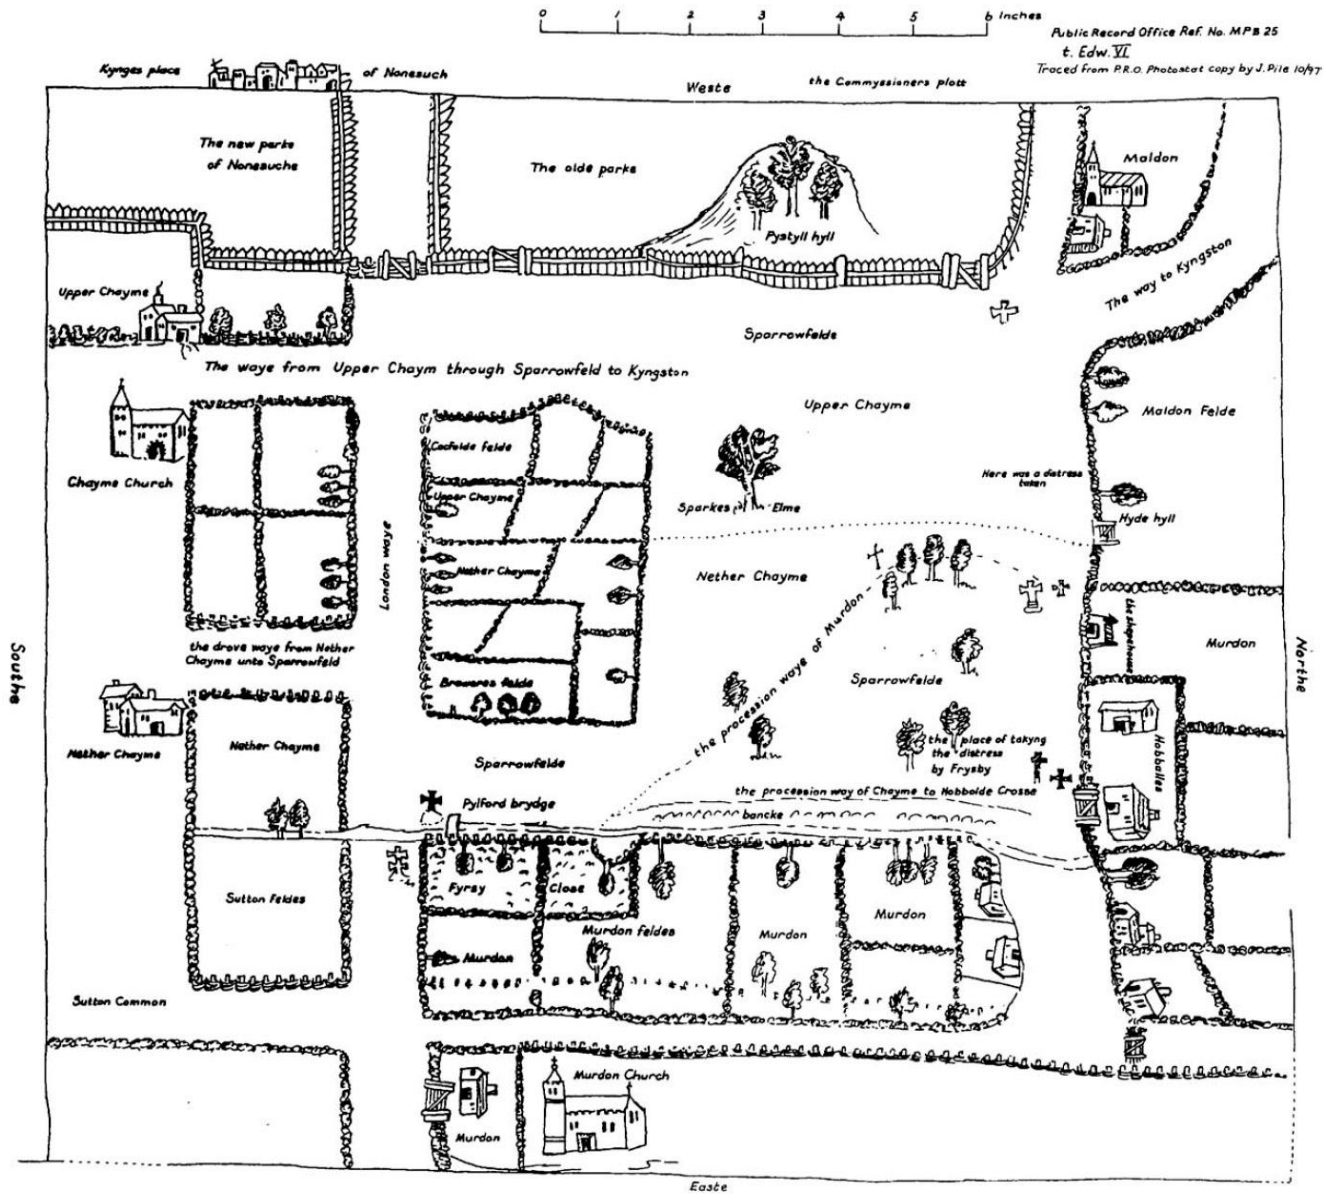 0 1 2 3 4 5 6 Inches
Public Record Office Ref. No. MPB 25
t. Edw. VI
Traced from P.R.O. Photostat copy by J. Pile 10/97
Kynges place
of Nonesuch
Weste
the Commyssioners plott
The new parke
of Nonesuche
The olde parke
Pystyll hyll
Maldon
The way to Kyngston
Upper Chayme
Sparrowfelde
The waye from Upper Chaym through Sparrowfeld to Kyngston
Upper Chayme
Maldon Felde
Chayme Church
Cocfolde felde
Upper Chayme
Nether Chayme
Broweres felde
London waye
Sparkes Elme
Here was a distress
taken
Hyde hyll
Nether Chayme
the procession waye of Murdon
the drove waye from Nether
Chayme unto Sparrowfeld
Southe
Northe
the shepehouse
Murdon
Sparrowfelde
Nether Chayme
Nether Chayme
Sparrowfelde
the place of takyng
the distress
by Frysby
Hobballes
the procession way of Chayme to Hobbolde Crosse
Pylford brydge
bancke
Fyrsy Close
Sutton Feldes
Murdon feldes
Murdon
Murdon
Murdon
Sutton Common
Murdon Church
Murdon
Easte